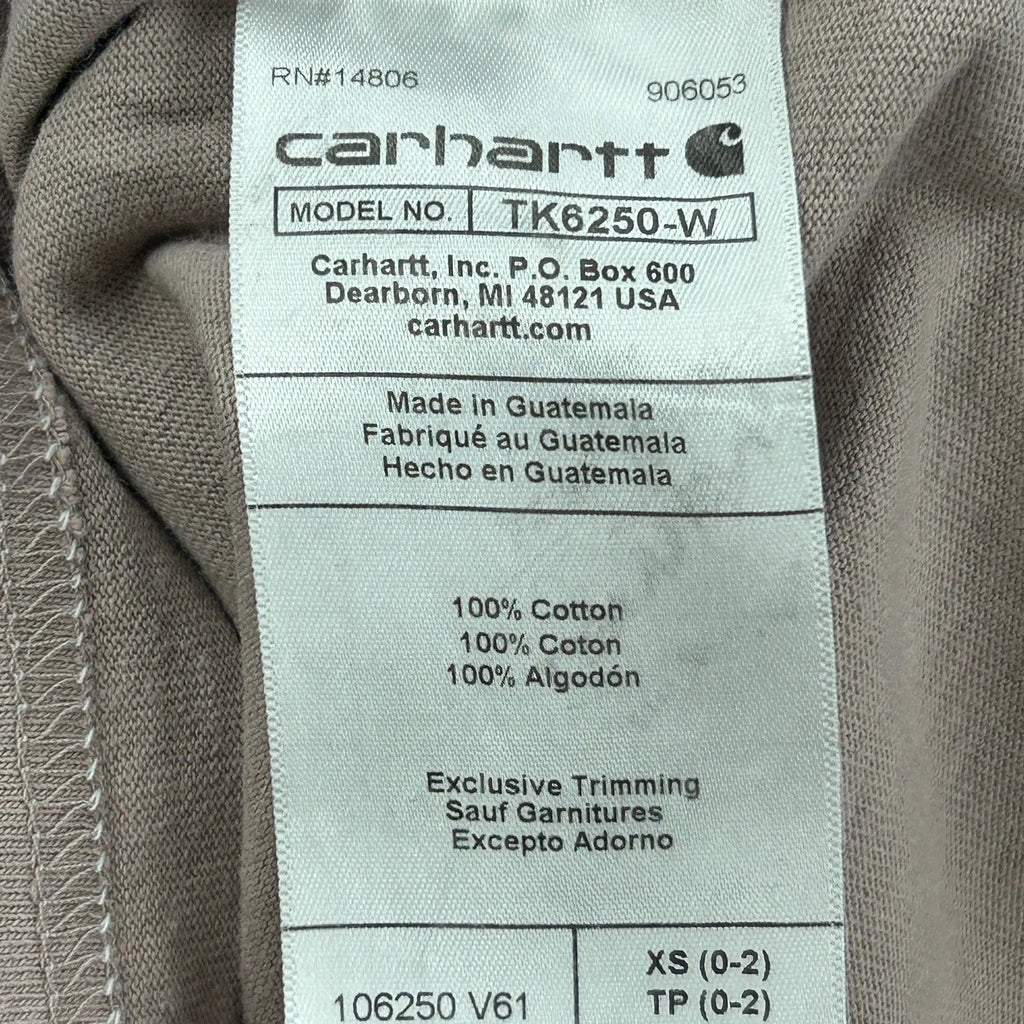 RN#14806 906053
carhartt
MODEL NO. TK6250-W
Carhartt, Inc. P.O. Box 600
Dearborn, MI 48121 USA
carhartt.com
Made in Guatemala
Fabriqué au Guatemala
Hecho en Guatemala
100% Cotton
100% Coton
100% Algodón
Exclusive Trimming
Sauf Garnitures
Excepto Adorno
106250 V61
XS (0-2)
TP (0-2)